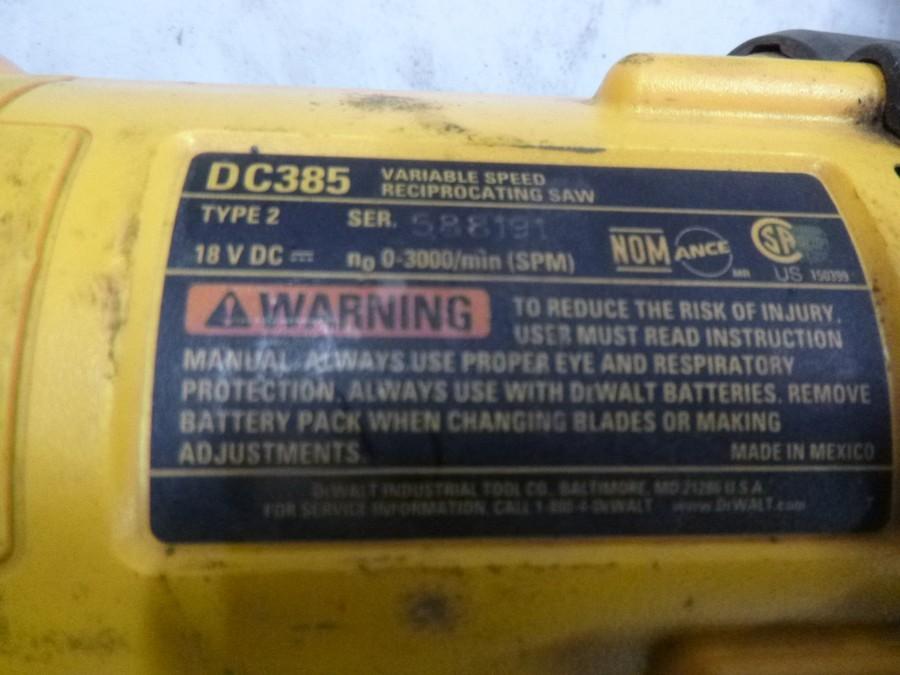 DC385 VARIABLE SPEED
RECIPROCATING SAW
TYPE 2 SER. 588191
18 V DC ⎓ n₀ 0-3000/min (SPM)
NOM ANCE MR
SA US 150399
WARNING TO REDUCE THE RISK OF INJURY,
USER MUST READ INSTRUCTION
MANUAL. ALWAYS USE PROPER EYE AND RESPIRATORY
PROTECTION. ALWAYS USE WITH DEWALT BATTERIES. REMOVE
BATTERY PACK WHEN CHANGING BLADES OR MAKING
ADJUSTMENTS. MADE IN MEXICO
DEWALT INDUSTRIAL TOOL CO., BALTIMORE, MD 21286 U.S.A.
FOR SERVICE INFORMATION, CALL 1-800-4-DEWALT www.DEWALT.com